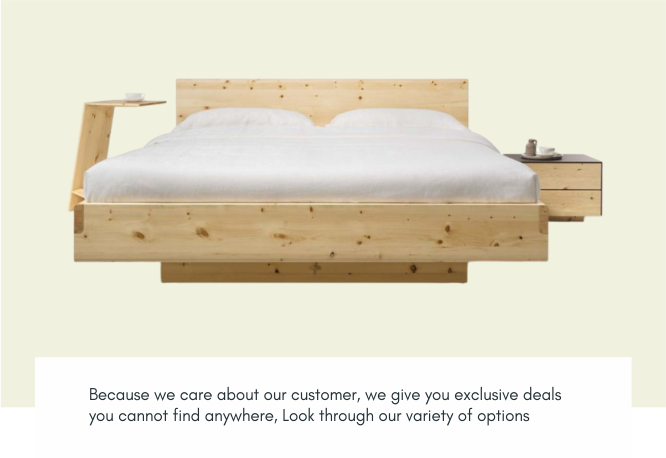 Because we care about our customer, we give you exclusive deals
you cannot find anywhere, Look through our variety of options